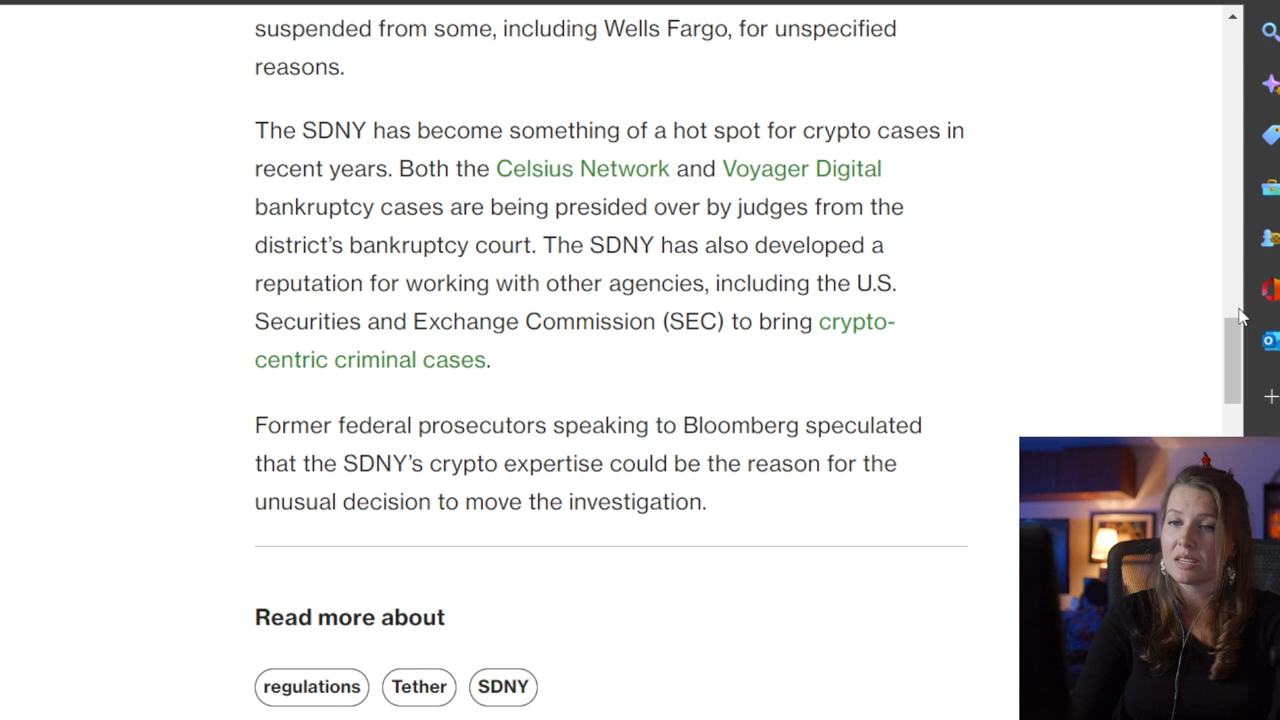 suspended from some, including Wells Fargo, for unspecified
reasons.
The SDNY has become something of a hot spot for crypto cases in
recent years. Both the Celsius Network and Voyager Digital
bankruptcy cases are being presided over by judges from the
district’s bankruptcy court. The SDNY has also developed a
reputation for working with other agencies, including the U.S.
Securities and Exchange Commission (SEC) to bring crypto-
centric criminal cases.
Former federal prosecutors speaking to Bloomberg speculated
that the SDNY’s crypto expertise could be the reason for the
unusual decision to move the investigation.
Read more about
regulations Tether SDNY